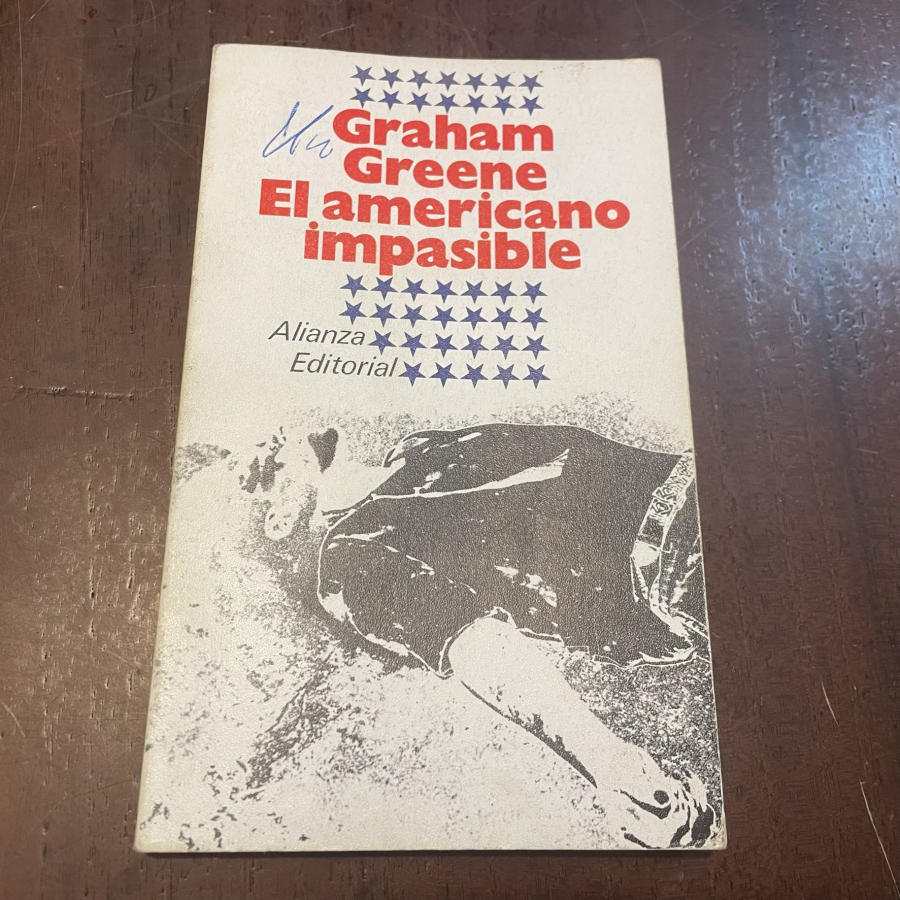 Graham
Greene
El americano
impasible
Alianza
Editorial